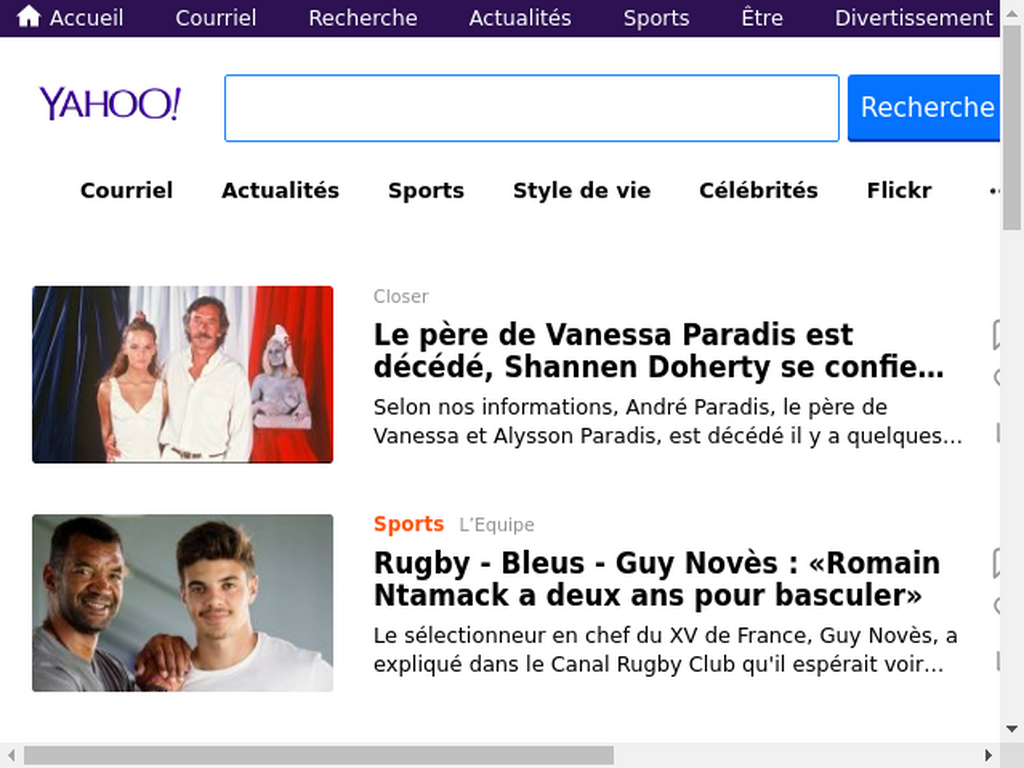 Accueil Courriel Recherche Actualités Sports Être Divertissement
YAHOO! Recherche
Courriel Actualités Sports Style de vie Célébrités Flickr
Closer
Le père de Vanessa Paradis est
décédé, Shannen Doherty se confie…
Selon nos informations, André Paradis, le père de
Vanessa et Alysson Paradis, est décédé il y a quelques…
Sports L’Equipe
Rugby - Bleus - Guy Novès : «Romain
Ntamack a deux ans pour basculer»
Le sélectionneur en chef du XV de France, Guy Novès, a
expliqué dans le Canal Rugby Club qu'il espérait voir…